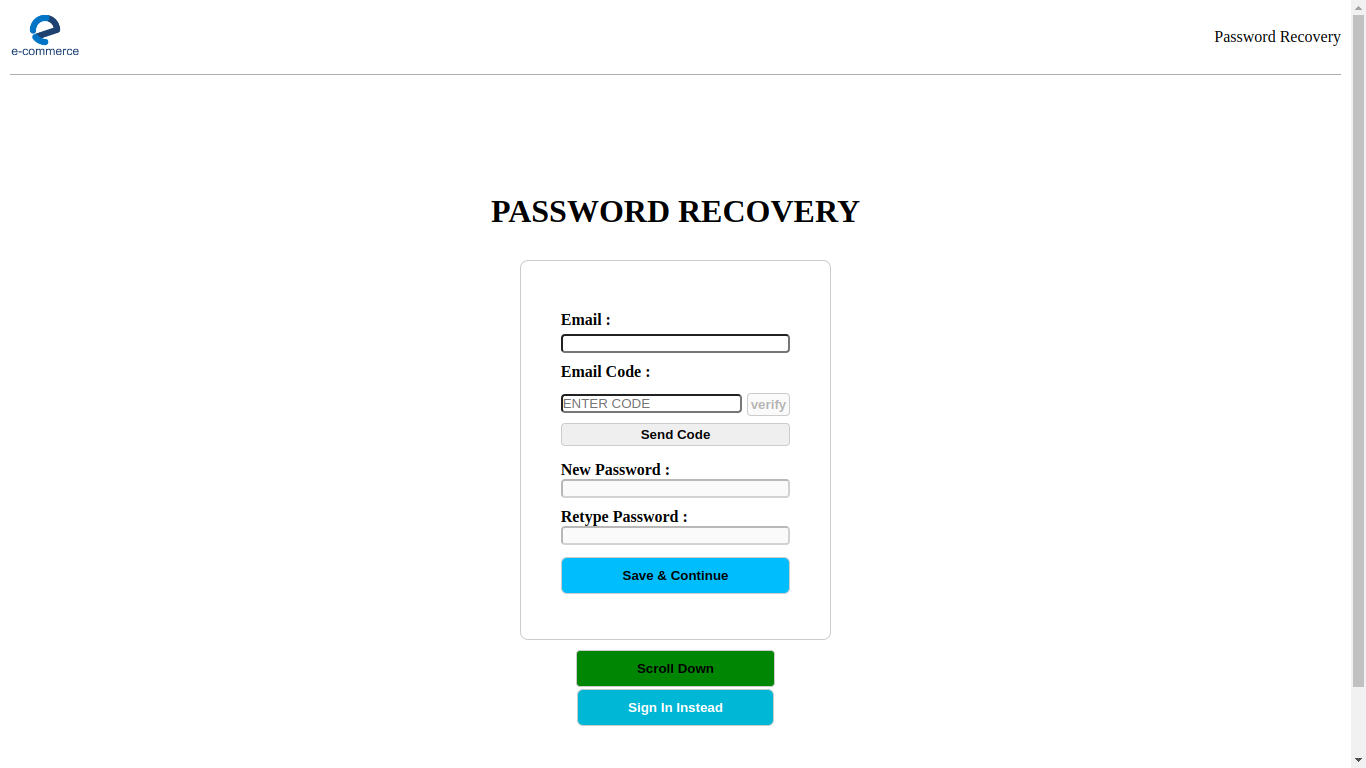 e-commerce
Password Recovery
PASSWORD RECOVERY
Email :
Email Code :
ENTER CODE
verify
Send Code
New Password :
Retype Password :
Save & Continue
Scroll Down
Sign In Instead